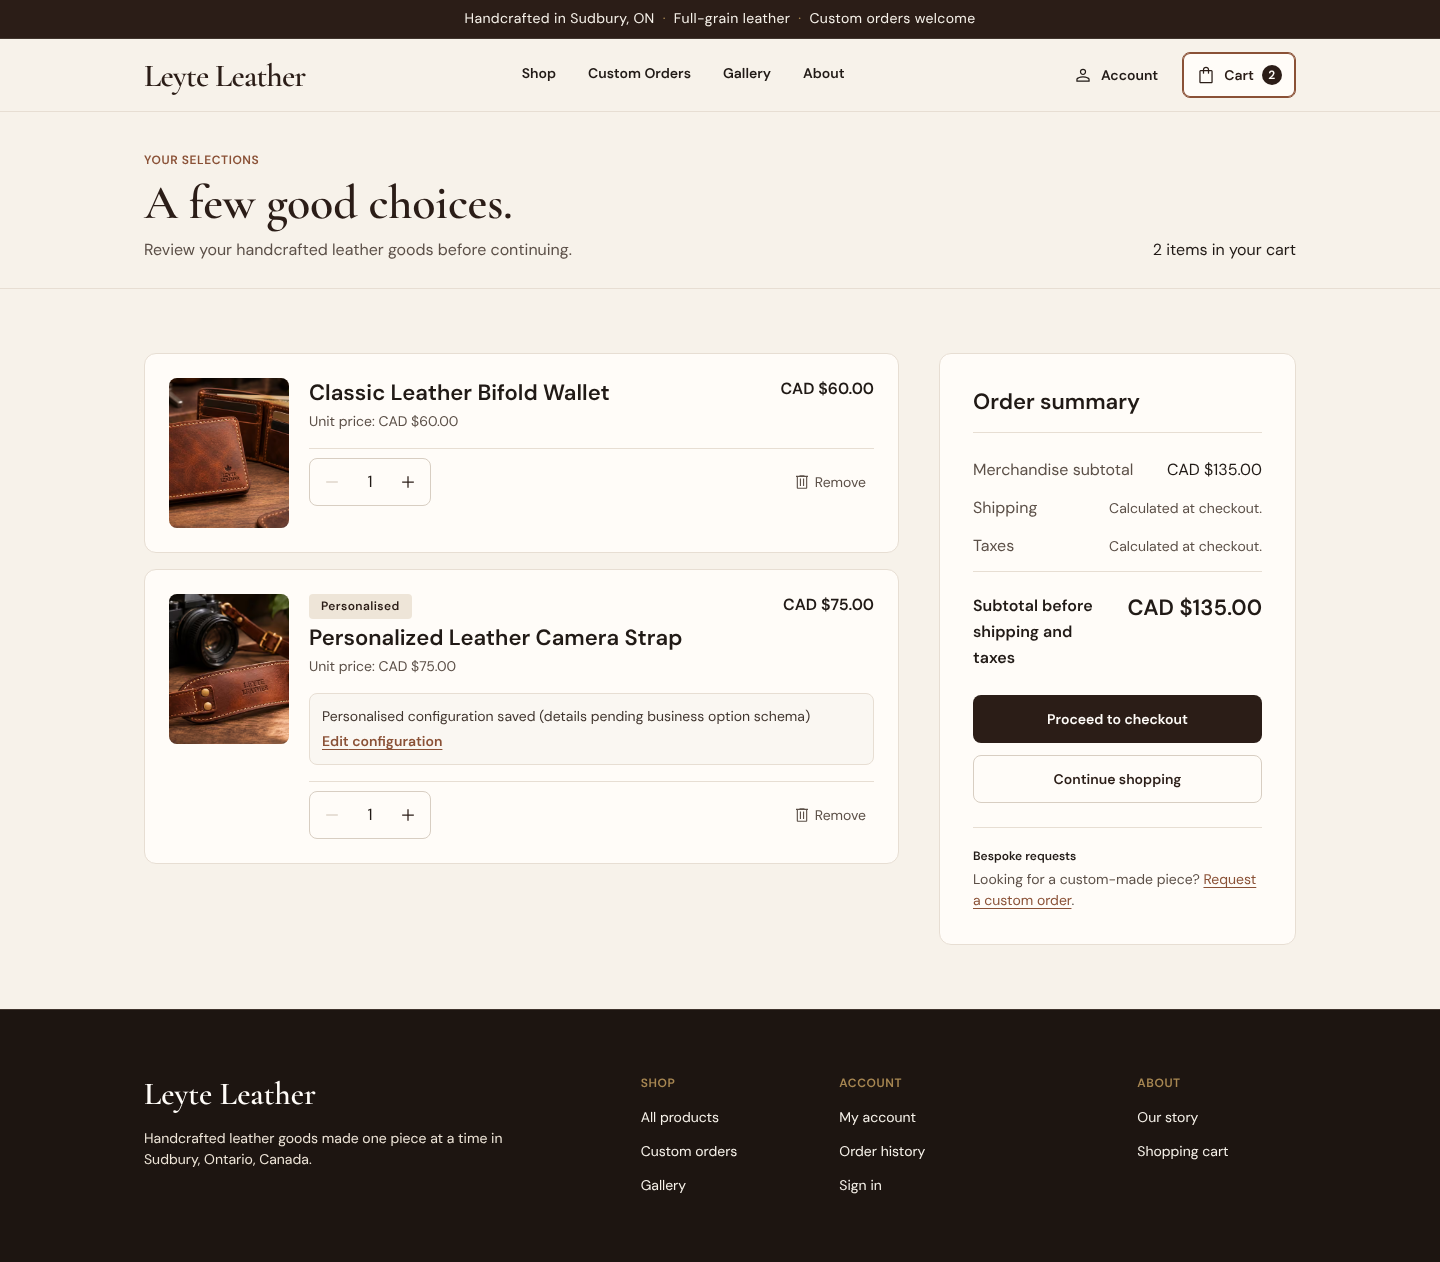 Handcrafted in Sudbury, ON · Full-grain leather · Custom orders welcome
Leyte Leather
Shop
Custom Orders
Gallery
About
Account
Cart 2
YOUR SELECTIONS
A few good choices.
Review your handcrafted leather goods before continuing.
2 items in your cart
Classic Leather Bifold Wallet
CAD $60.00
Unit price: CAD $60.00
1
Remove
Personalised
CAD $75.00
Personalized Leather Camera Strap
Unit price: CAD $75.00
LEYTE
LEATHER
Personalised configuration saved (details pending business option schema)
Edit configuration
1
Remove
Order summary
Merchandise subtotal CAD $135.00
Shipping Calculated at checkout.
Taxes Calculated at checkout.
Subtotal before
shipping and
taxes
CAD $135.00
Proceed to checkout
Continue shopping
Bespoke requests
Looking for a custom-made piece? Request
a custom order.
Leyte Leather
Handcrafted leather goods made one piece at a time in
Sudbury, Ontario, Canada.
SHOP
All products
Custom orders
Gallery
ACCOUNT
My account
Order history
Sign in
ABOUT
Our story
Shopping cart